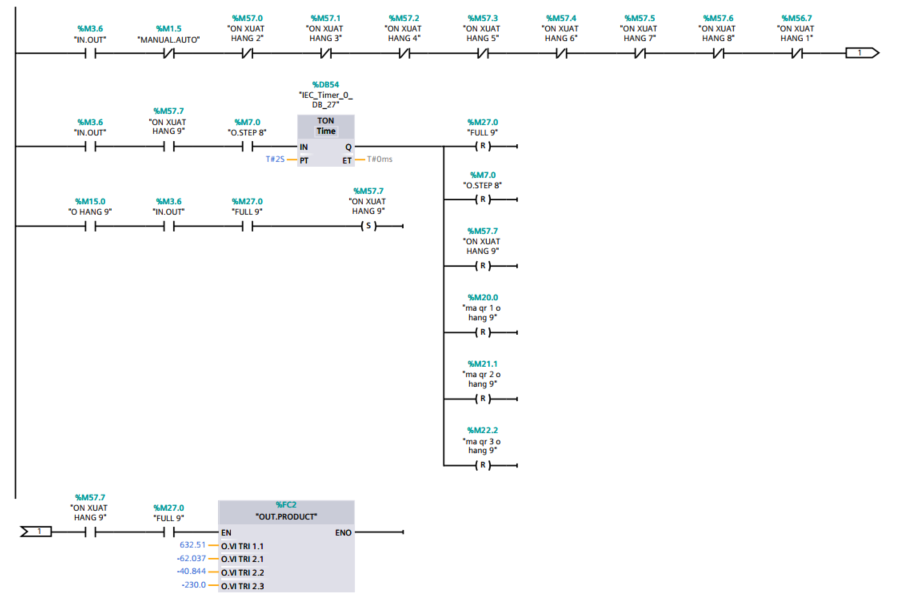 %M3.6 %M1.5 %M57.0 %M57.1 %M57.2 %M57.3 %M57.4 %M57.5 %M57.6 %M56.7
"IN.OUT" "MANUAL.AUTO" "ON XUAT HANG 2" "ON XUAT HANG 3" "ON XUAT HANG 4" "ON XUAT HANG 5" "ON XUAT HANG 6" "ON XUAT HANG 7" "ON XUAT HANG 8" "ON XUAT HANG 1"
1
%DB54
"IEC_Timer_0_
DB_27"
%M3.6 %M57.7 %M7.0 TON %M27.0
"IN.OUT" "ON XUAT HANG 9" "O.STEP 8" Time "FULL 9"
IN Q ( R )
T#2S PT ET T#0ms
%M7.0
"O.STEP 8"
( R )
%M15.0 %M3.6 %M27.0 %M57.7
"O HANG 9" "IN.OUT" "FULL 9" "ON XUAT HANG 9"
( S )
%M57.7
"ON XUAT
HANG 9"
( R )
%M20.0
"ma qr 1 o
hang 9"
( R )
%M21.1
"ma qr 2 o
hang 9"
( R )
%M22.2
"ma qr 3 o
hang 9"
( R )
%M57.7 %M27.0 %FC2
"ON XUAT HANG 9" "FULL 9" "OUT.PRODUCT"
1 EN ENO
632.51 O.VI TRI 1.1
-62.037 O.VI TRI 2.1
-40.844 O.VI TRI 2.2
-230.0 O.VI TRI 2.3